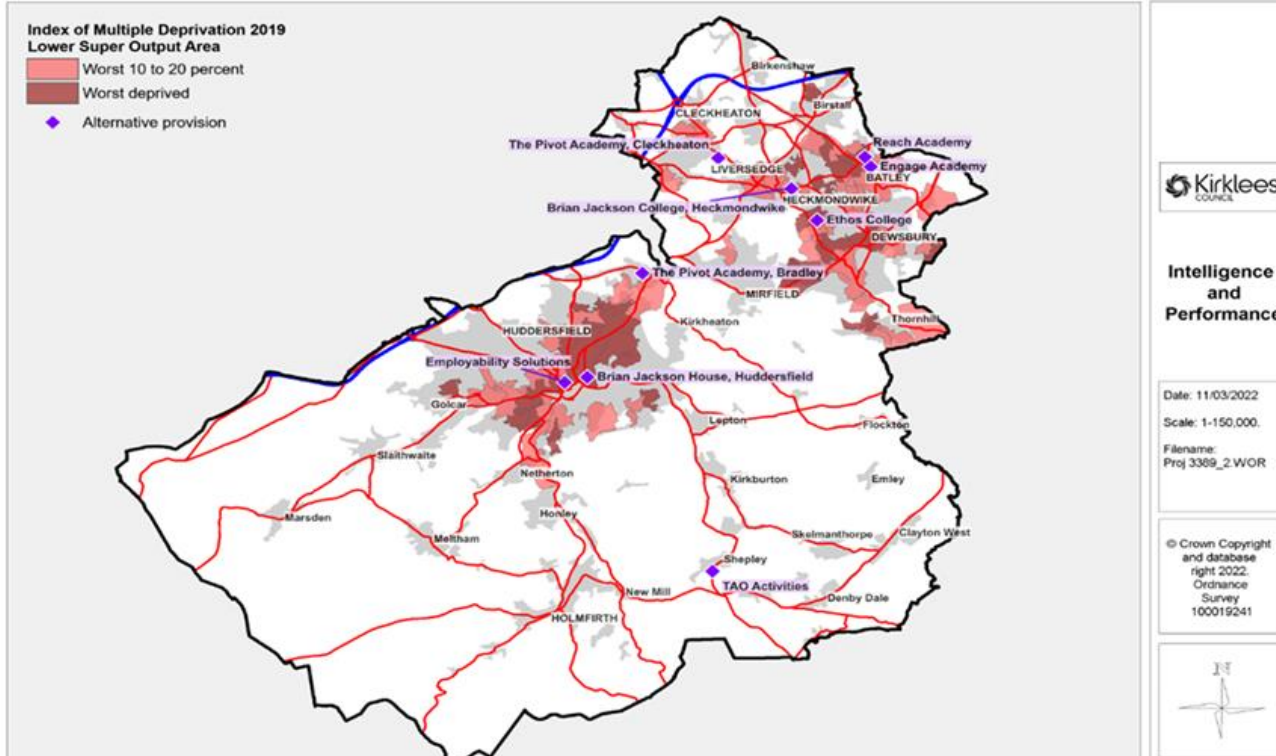 Index of Multiple Deprivation 2019
Lower Super Output Area
Worst 10 to 20 percent
Worst deprived
Alternative provision
Birkenshaw
CLECKHEATON
Birstall
The Pivot Academy, Cleckheaton
Reach Academy
LIVERSEDGE
Engage Academy
BATLEY
HECKMONDWIKE
Brian Jackson College, Heckmondwike
Ethos College
DEWSBURY
The Pivot Academy, Bradley
MIRFIELD
Thornhill
Kirkheaton
HUDDERSFIELD
Employability Solutions
Brian Jackson House, Huddersfield
Golcar
Lepton
Flockton
Slaithwaite
Netherton
Kirkburton
Emley
Marsden
Honley
Meltham
Skelmanthorpe
Clayton West
Shepley
TAO Activities
New Mill
Denby Dale
HOLMFIRTH
Kirklees
COUNCIL
Intelligence
and
Performance
Date: 11/03/2022
Scale: 1-150,000.
Filename:
Proj 3389_2.WOR
© Crown Copyright
and database
right 2022.
Ordnance
Survey
100019241